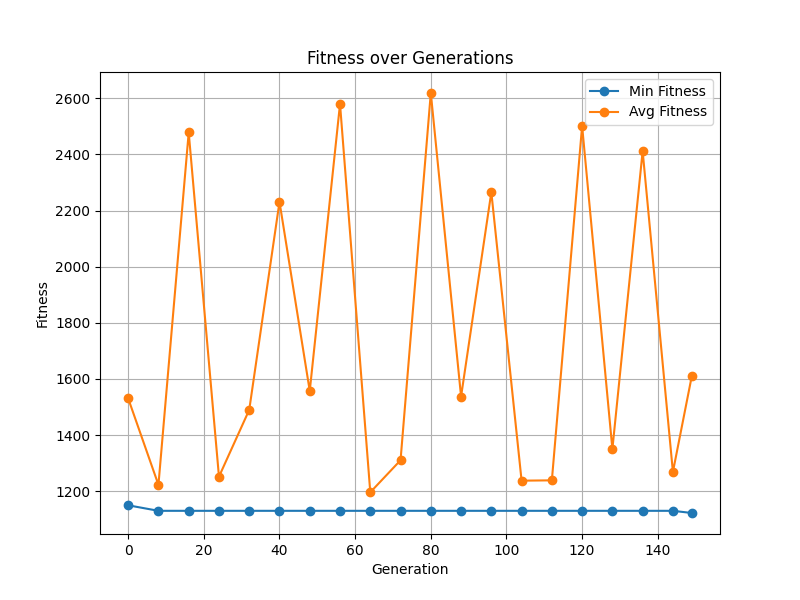 Fitness over Generations
Min Fitness
Avg Fitness
2600
2400
2200
2000
1800
1600
1400
1200
Fitness
0 20 40 60 80 100 120 140
Generation